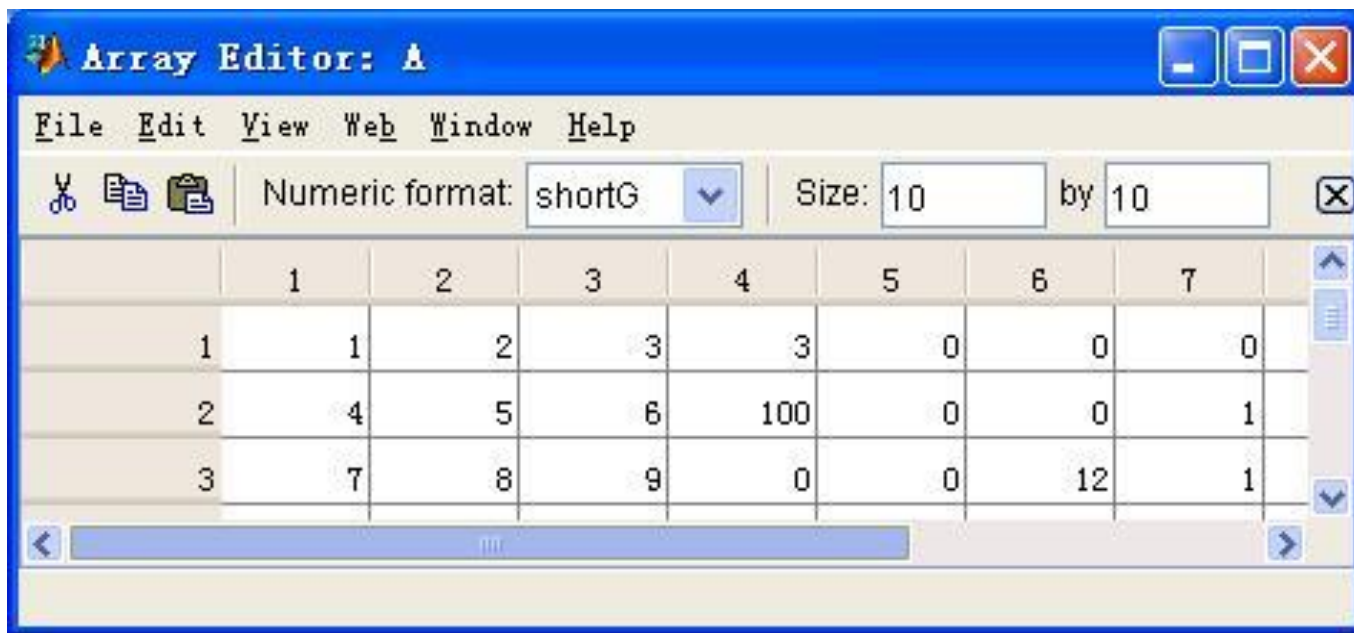 Array Editor: A
File Edit View Web Window Help
Numeric format: shortG Size: 10 by 10
1 2 3 4 5 6 7
1 1 2 3 3 0 0 0
2 4 5 6 100 0 0 1
3 7 8 9 0 0 12 1